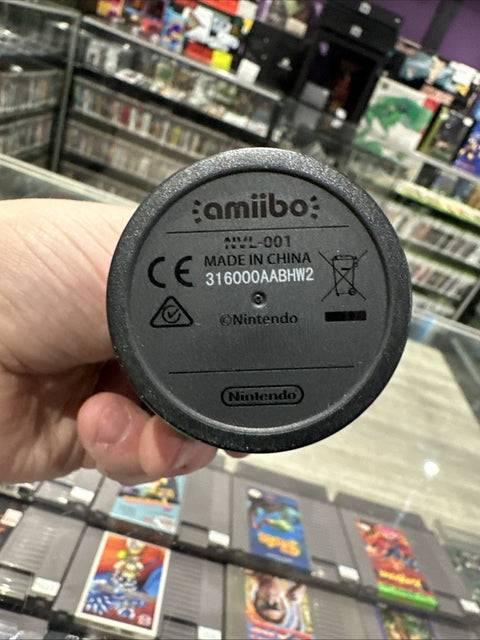 amiibo
NVL-001
MADE IN CHINA
CE
316000AABHW2
©Nintendo
Nintendo